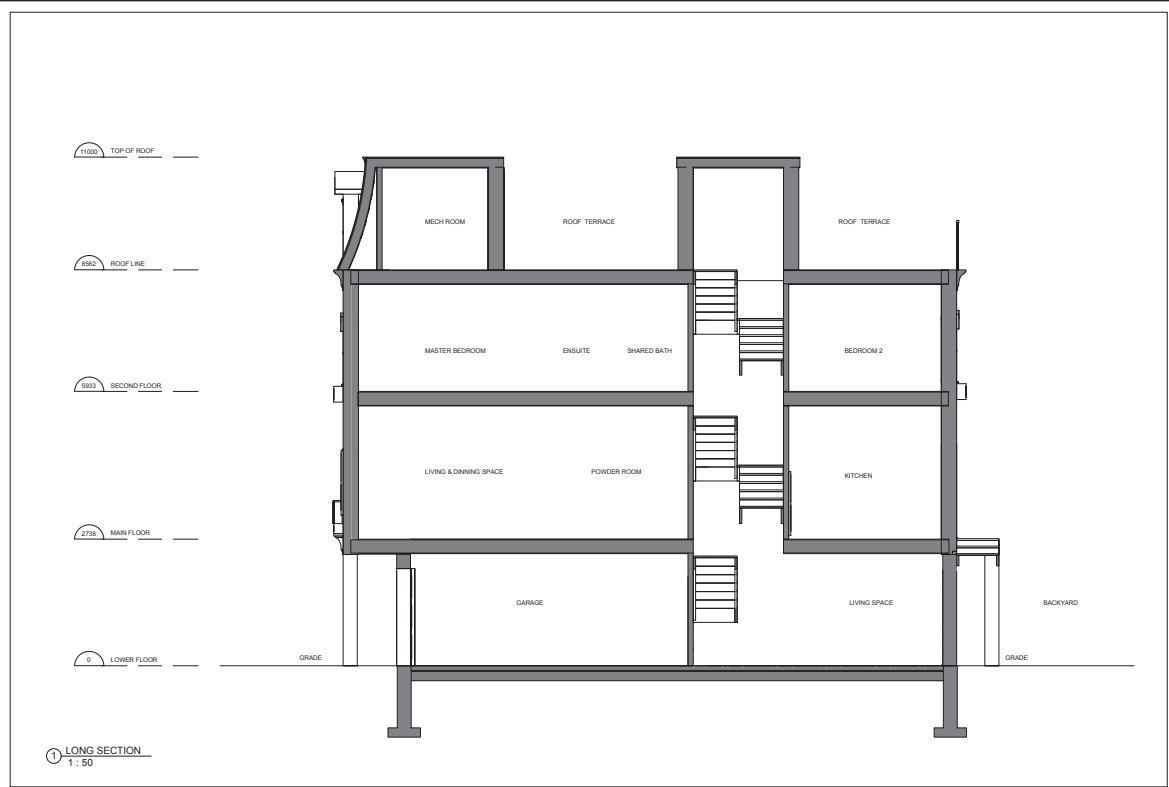 11000 TOP OF ROOF
MECH ROOM ROOF TERRACE ROOF TERRACE
8562 ROOF LINE
MASTER BEDROOM ENSUITE SHARED BATH BEDROOM 2
5933 SECOND FLOOR
LIVING & DINNING SPACE POWDER ROOM KITCHEN
2738 MAIN FLOOR
GARAGE LIVING SPACE BACKYARD
0 LOWER FLOOR GRADE GRADE
1 LONG SECTION
1 : 50